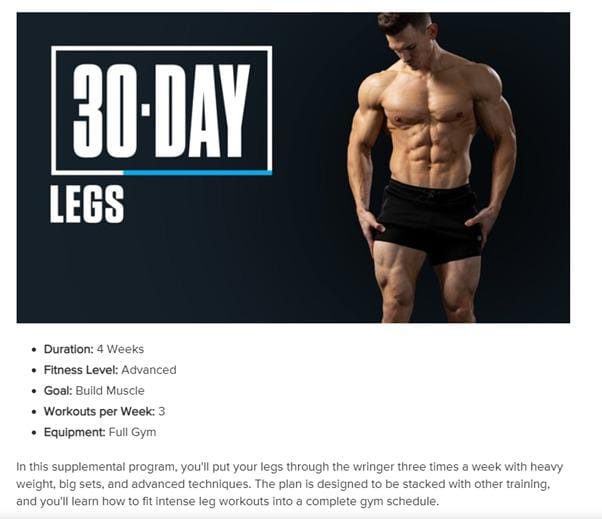 30·DAY
LEGS
• Duration: 4 Weeks
• Fitness Level: Advanced
• Goal: Build Muscle
• Workouts per Week: 3
• Equipment: Full Gym
In this supplemental program, you'll put your legs through the wringer three times a week with heavy
weight, big sets, and advanced techniques. The plan is designed to be stacked with other training,
and you'll learn how to fit intense leg workouts into a complete gym schedule.